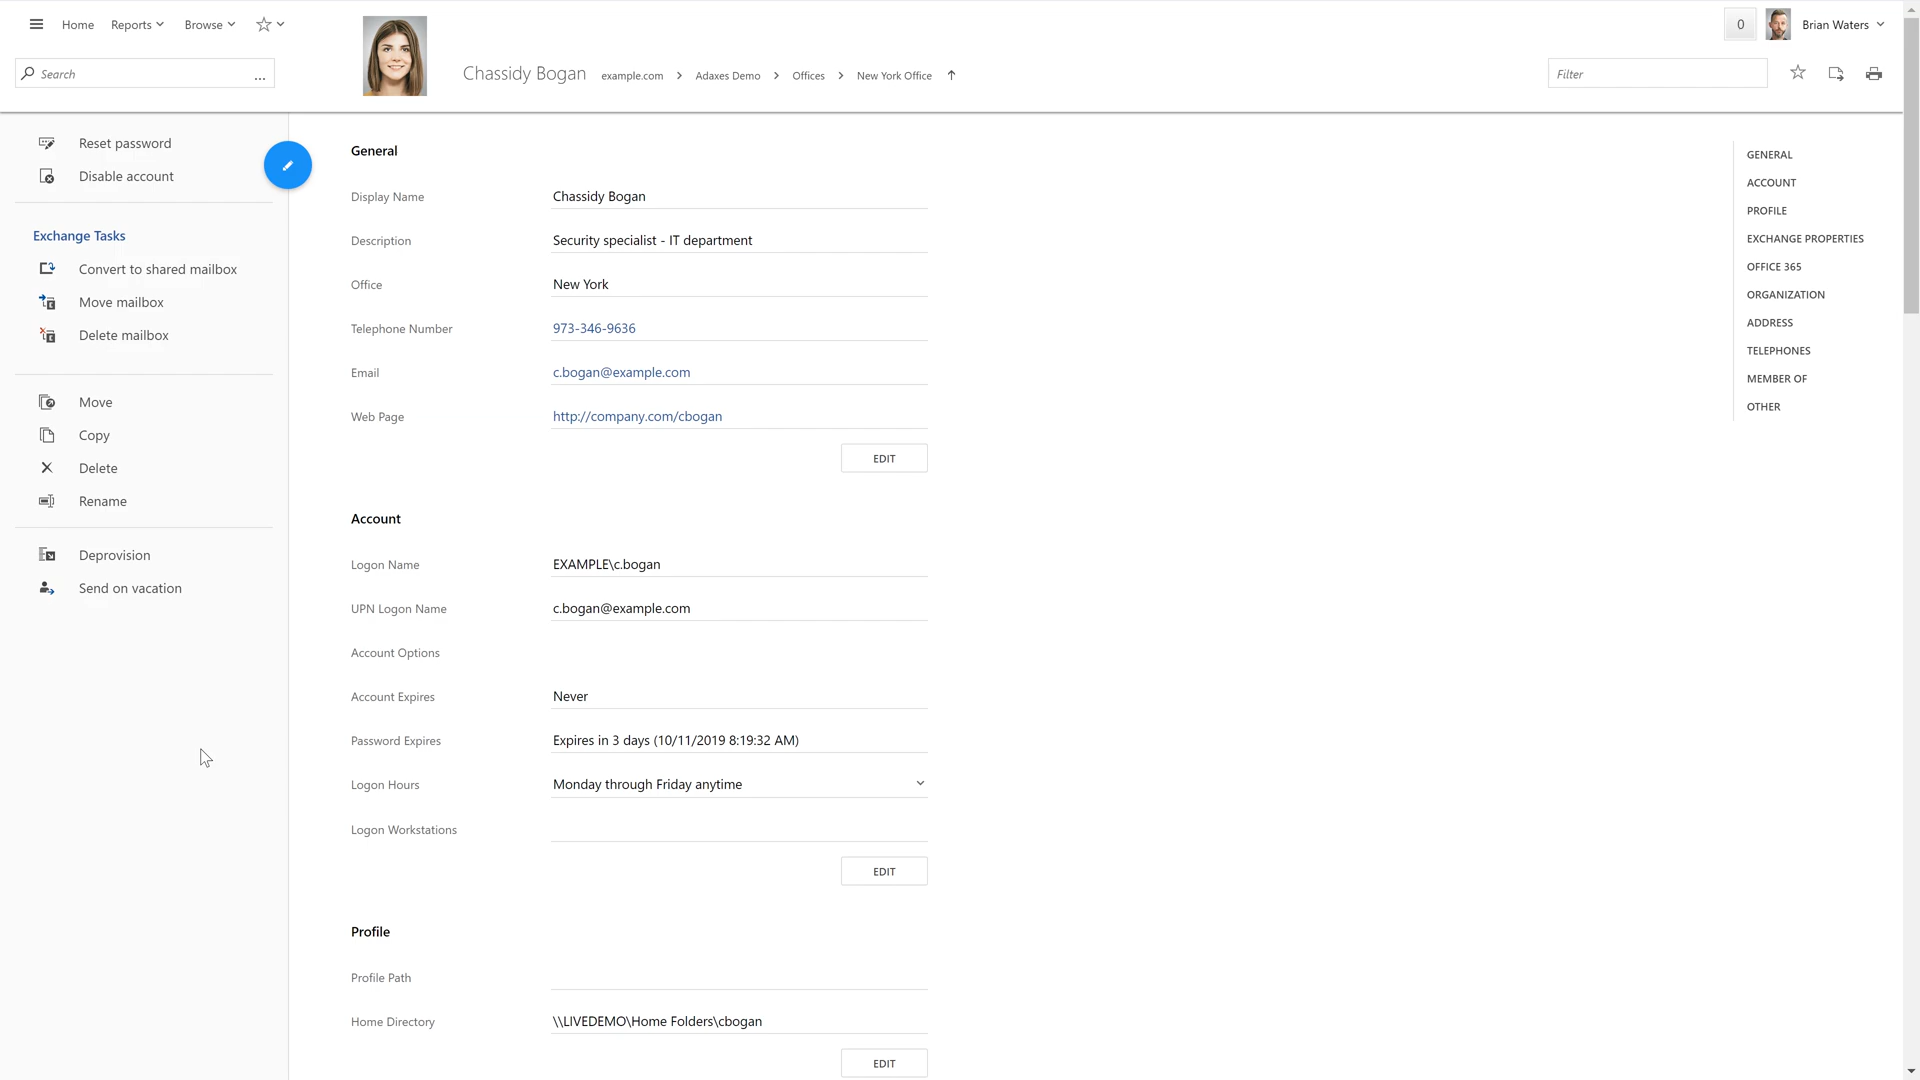 Home Reports Browse
0 Brian Waters
Search ...
Chassidy Bogan example.com Adaxes Demo Offices New York Office
Filter
Reset password
Disable account
Exchange Tasks
Convert to shared mailbox
Move mailbox
Delete mailbox
Move
Copy
Delete
Rename
Deprovision
Send on vacation
General
Display Name Chassidy Bogan
Description Security specialist - IT department
Office New York
Telephone Number 973-346-9636
Email c.bogan@example.com
Web Page http://company.com/cbogan
EDIT
Account
Logon Name EXAMPLE\c.bogan
UPN Logon Name c.bogan@example.com
Account Options
Account Expires Never
Password Expires Expires in 3 days (10/11/2019 8:19:32 AM)
Logon Hours Monday through Friday anytime
Logon Workstations
EDIT
Profile
Profile Path
Home Directory \\LIVEDEMO\Home Folders\cbogan
EDIT
GENERAL
ACCOUNT
PROFILE
EXCHANGE PROPERTIES
OFFICE 365
ORGANIZATION
ADDRESS
TELEPHONES
MEMBER OF
OTHER